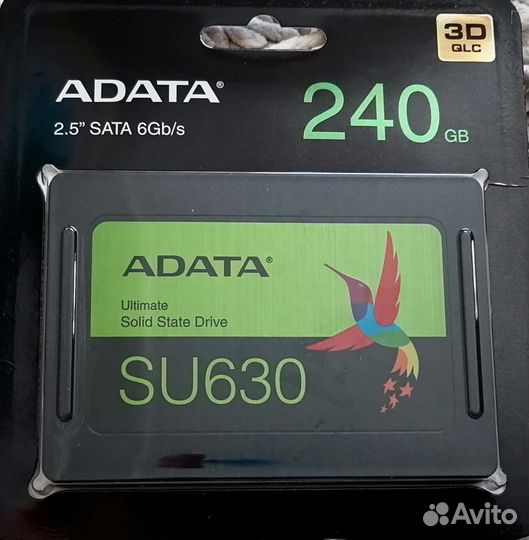 3D
QLC
ADATA®
240 GB
2.5” SATA 6Gb/s
ADATA®
Ultimate
Solid State Drive
SU630
Avito